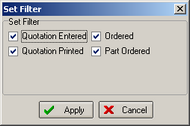 Set Filter
Set Filter
Quotation Entered Ordered
Quotation Printed Part Ordered
Apply Cancel